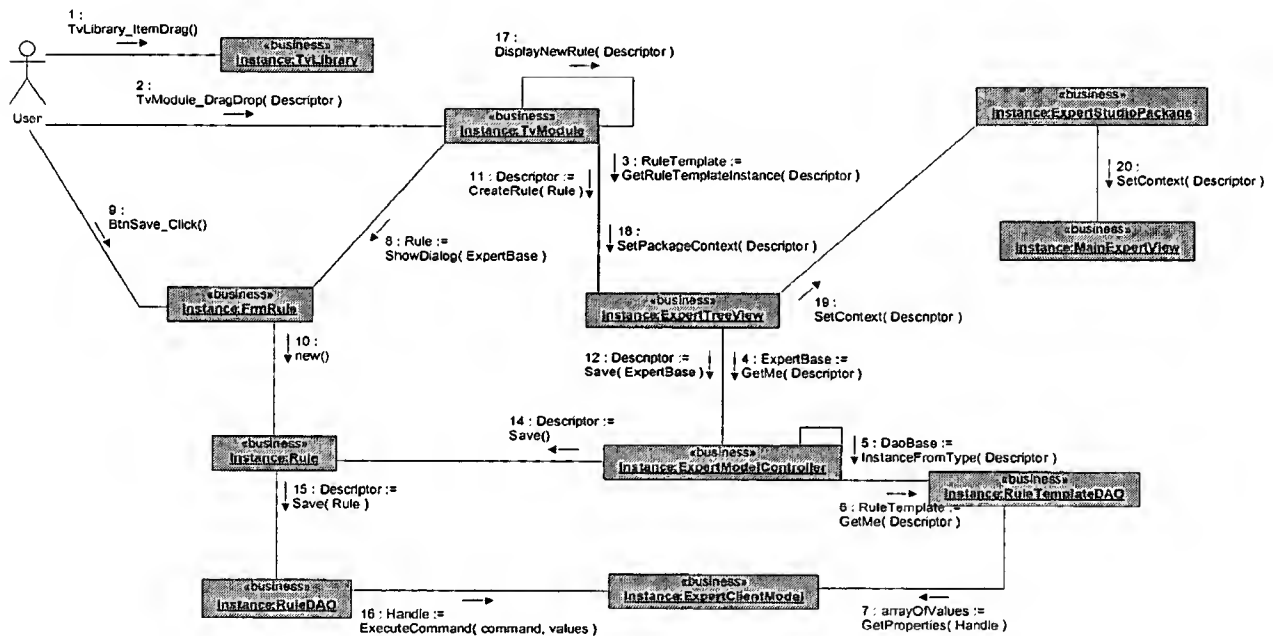 1 :
TvLibrary_ItemDrag()
«business»
Instance:TvLibrary
User
2 :
TvModule_DragDrop( Descriptor )
17 :
DisplayNewRule( Descriptor )
«business»
Instance:TvModule
«business»
Instance:ExpertStudioPackage
3 : RuleTemplate :=
GetRuleTemplateInstance( Descriptor )
11 : Descriptor :=
CreateRule( Rule )
20 :
SetContext( Descriptor )
9 :
BtnSave_Click()
8 : Rule :=
ShowDialog( ExpertBase )
18 :
SetPackageContext( Descriptor )
«business»
Instance:MainExpertView
«business»
Instance:FrmRule
«business»
Instance:ExpertTreeView
19 :
SetContext( Descriptor )
10 :
new()
12 : Descriptor :=
Save( ExpertBase )
4 : ExpertBase :=
GetMe( Descriptor )
14 : Descriptor :=
Save()
«business»
Instance:Rule
«business»
Instance:ExpertModelController
5 : DaoBase :=
InstanceFromType( Descriptor )
15 : Descriptor :=
Save( Rule )
«business»
Instance:RuleTemplateDAO
6 : RuleTemplate :=
GetMe( Descriptor )
«business»
Instance:RuleDAO
«business»
Instance:ExpertClientModel
16 : Handle :=
ExecuteCommand( command, values )
7 : arrayOfValues :=
GetProperties( Handle )